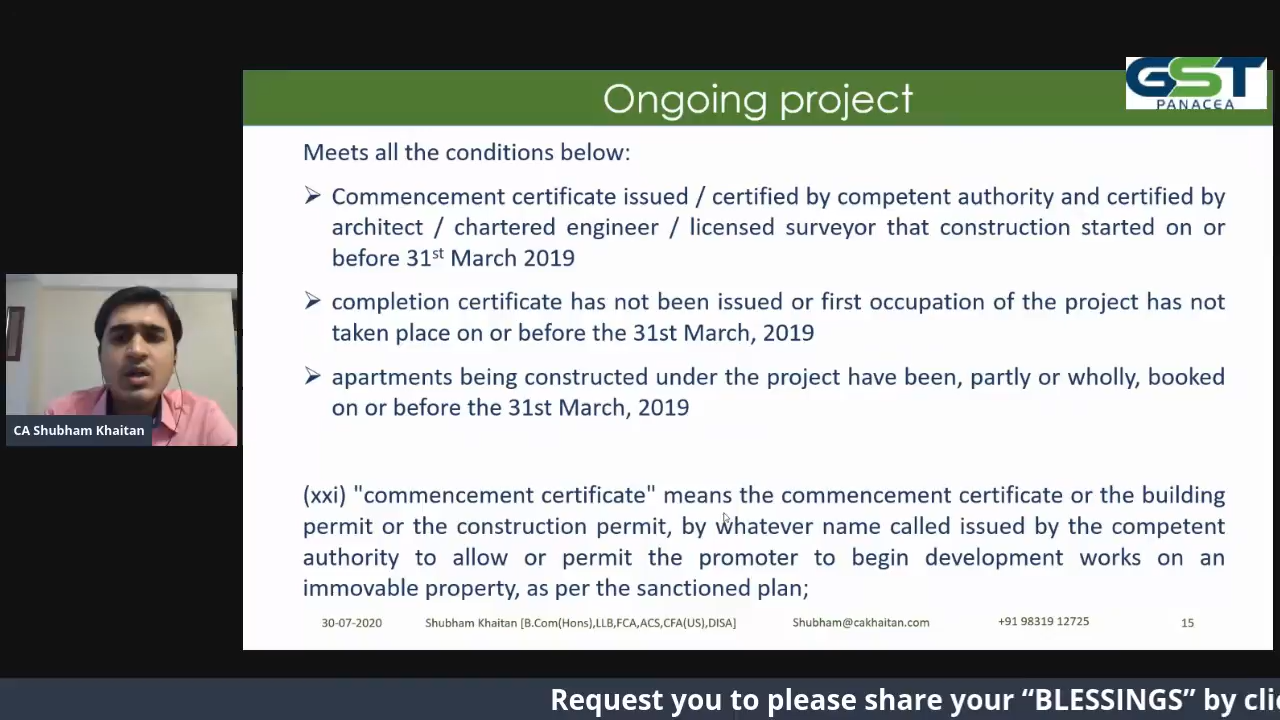 GST
PANACEA
Ongoing project
Meets all the conditions below:
➢ Commencement certificate issued / certified by competent authority and certified by
architect / chartered engineer / licensed surveyor that construction started on or
before 31st March 2019
➢ completion certificate has not been issued or first occupation of the project has not
taken place on or before the 31st March, 2019
➢ apartments being constructed under the project have been, partly or wholly, booked
on or before the 31st March, 2019
CA Shubham Khaitan
(xxi) "commencement certificate" means the commencement certificate or the building
permit or the construction permit, by whatever name called issued by the competent
authority to allow or permit the promoter to begin development works on an
immovable property, as per the sanctioned plan;
30-07-2020 Shubham Khaitan [B.Com(Hons),LLB,FCA,ACS,CFA(US),DISA] Shubham@cakhaitan.com +91 98319 12725 15
Request you to please share your “BLESSINGS” by cli